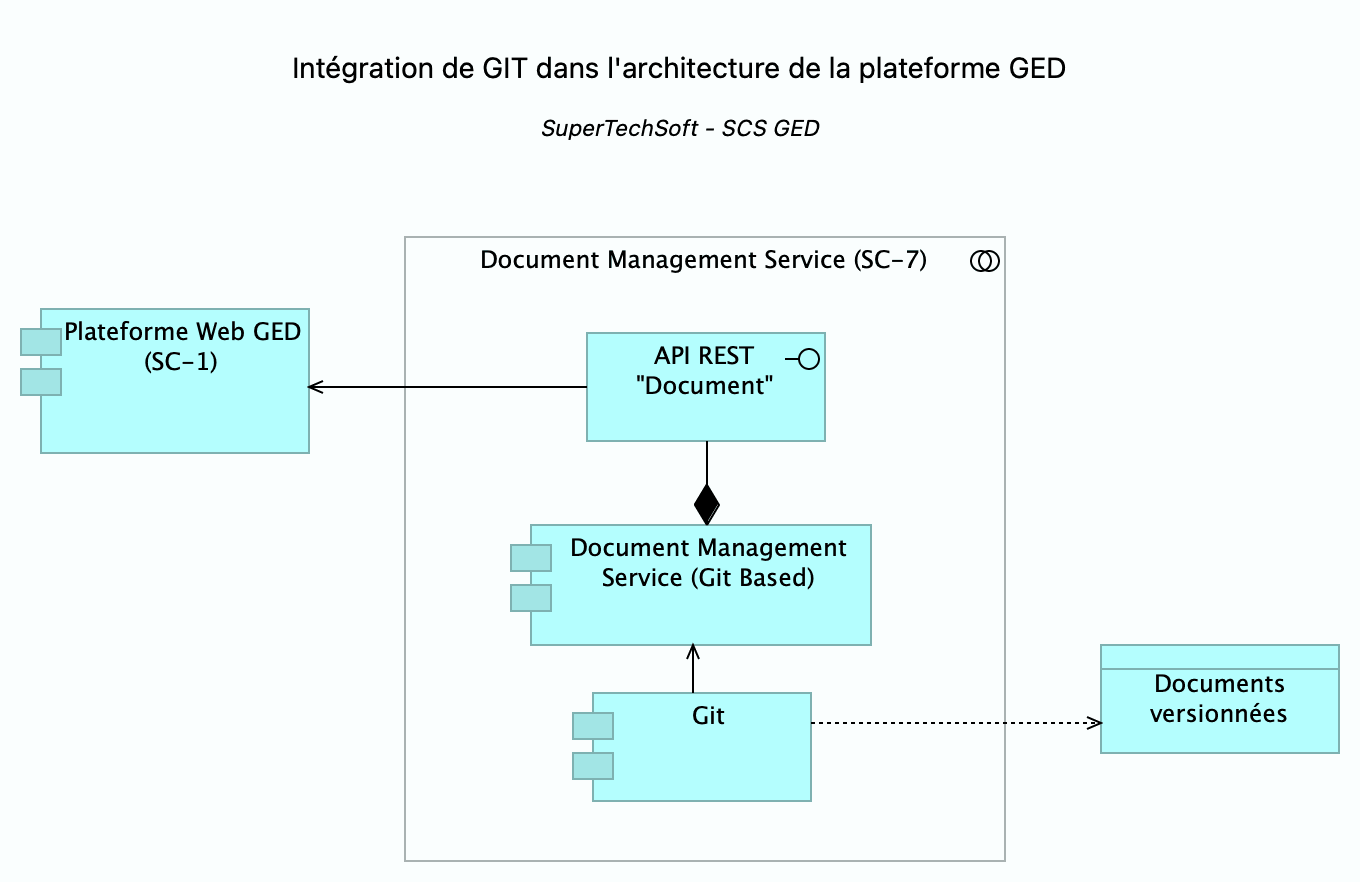 Intégration de GIT dans l'architecture de la plateforme GED
SuperTechSoft - SCS GED
Document Management Service (SC-7)
Plateforme Web GED
(SC-1)
API REST
"Document"
Document Management
Service (Git Based)
Git
Documents
versionnées